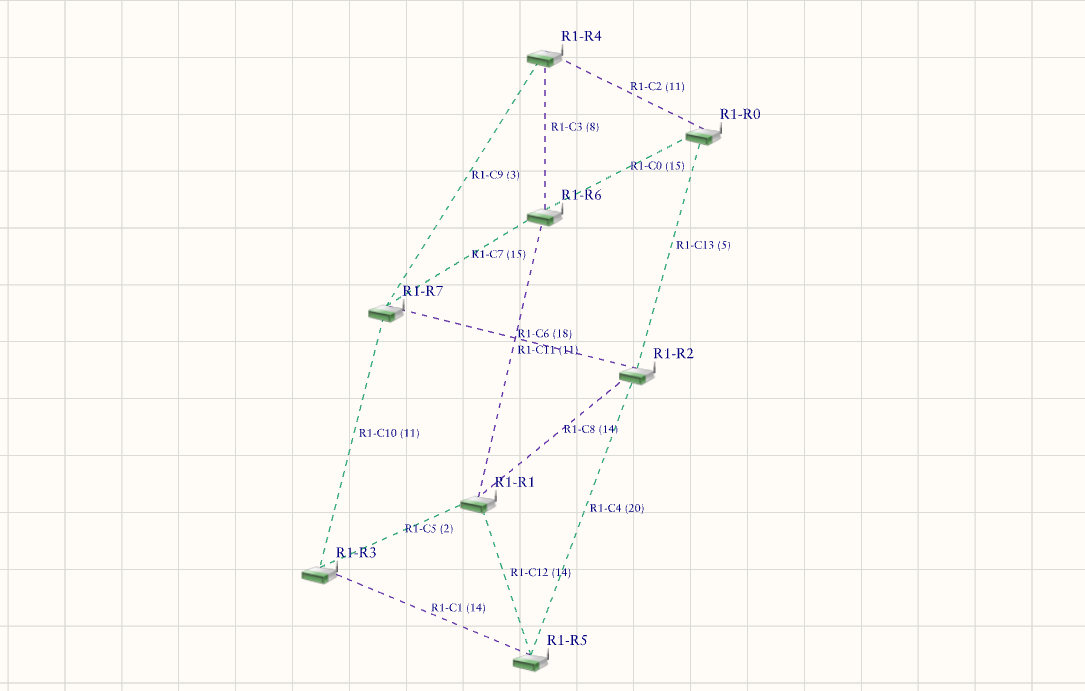 R1-R4
R1-C2 (11)
R1-R0
R1-C3 (8)
R1-C0 (15)
R1-C9 (3)
R1-R6
R1-C13 (5)
R1-C7 (15)
R1-R7
R1-C6 (18)
R1-C11 (11)
R1-R2
R1-C8 (14)
R1-C10 (11)
R1-R1
R1-C4 (20)
R1-C5 (2)
R1-R3
R1-C12 (14)
R1-C1 (14)
R1-R5